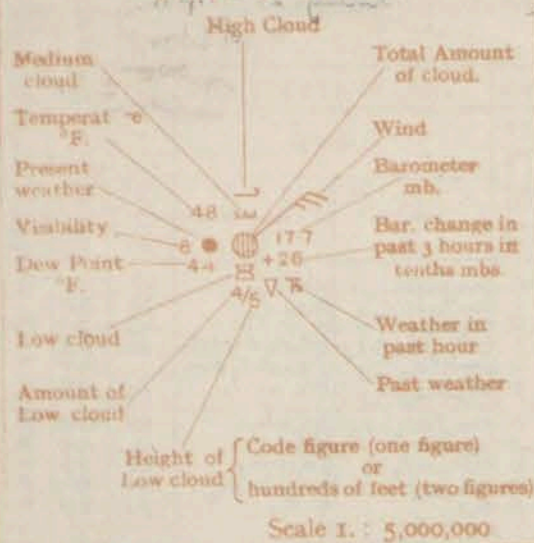 High Cloud
Medium
cloud
Total Amount
of cloud.
Temperat e
°F.
Wind
Present
weather
Barometer
mb.
48
Visibility
8
177
Bar. change in
past 3 hours in
tenths mbs.
+26
Dew Point
°F.
44
4/5
Low cloud
Weather in
past hour
Past weather
Amount of
Low cloud
Height of
Low cloud
Code figure (one figure)
or
hundreds of feet (two figures)
Scale 1. : 5,000,000